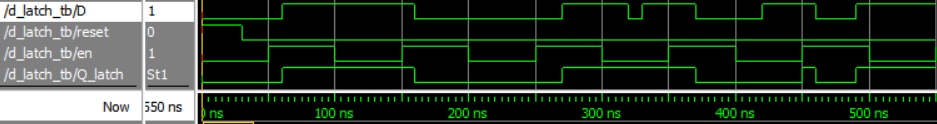 /d_latch_tb/D 1
/d_latch_tb/reset 0
/d_latch_tb/en 1
/d_latch_tb/Q_latch St1
Now 550 ns
ns 100 ns 200 ns 300 ns 400 ns 500 ns